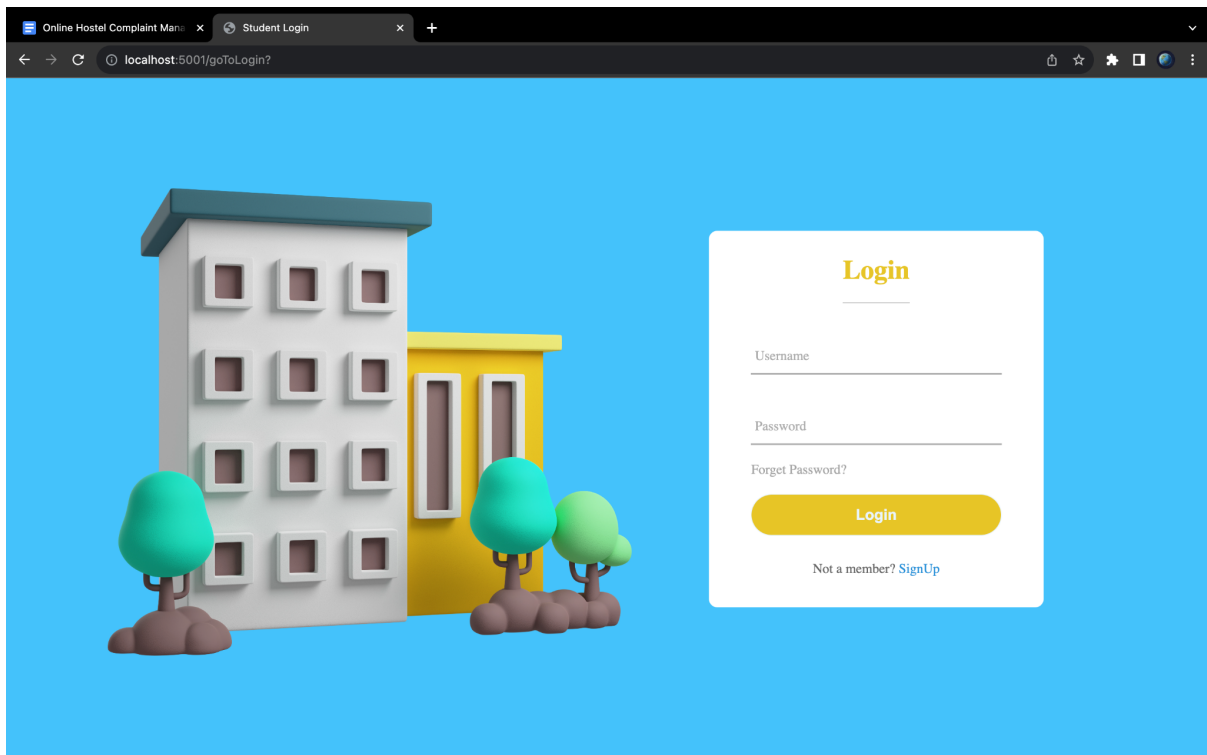 Online Hostel Complaint Mana
Student Login
localhost:5001/goToLogin?
Login
Username
Password
Forget Password?
Login
Not a member? SignUp